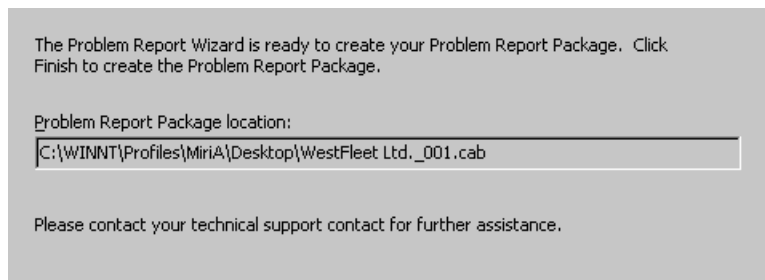 The Problem Report Wizard is ready to create your Problem Report Package.  Click
Finish to create the Problem Report Package.
Problem Report Package location:
C:\WINNT\Profiles\MiriA\Desktop\WestFleet Ltd._001.cab
Please contact your technical support contact for further assistance.